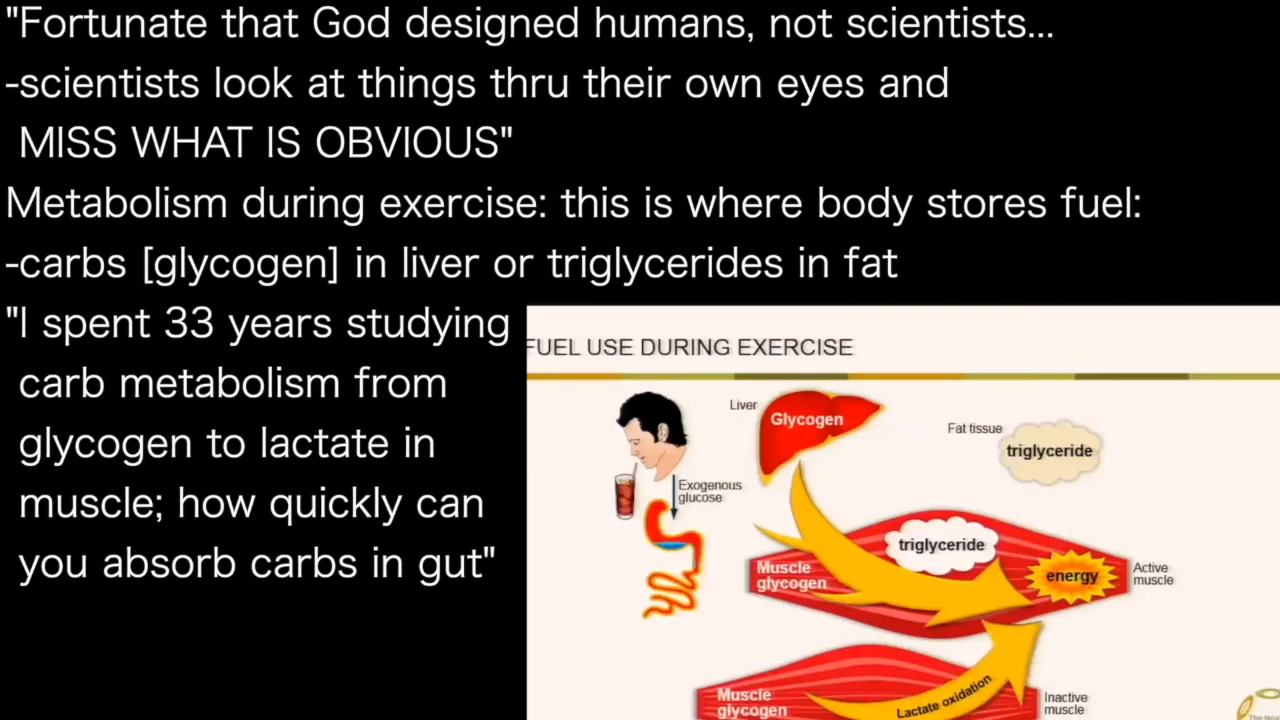 "Fortunate that God designed humans, not scientists...
-scientists look at things thru their own eyes and
MISS WHAT IS OBVIOUS"
Metabolism during exercise: this is where body stores fuel:
-carbs [glycogen] in liver or triglycerides in fat
"I spent 33 years studying
carb metabolism from
glycogen to lactate in
muscle; how quickly can
you absorb carbs in gut"
FUEL USE DURING EXERCISE
Liver
Glycogen
Fat tissue
triglyceride
Exogenous
glucose
triglyceride
Muscle
glycogen
energy
Active
muscle
Muscle
glycogen
Lactate oxidation
Inactive
muscle